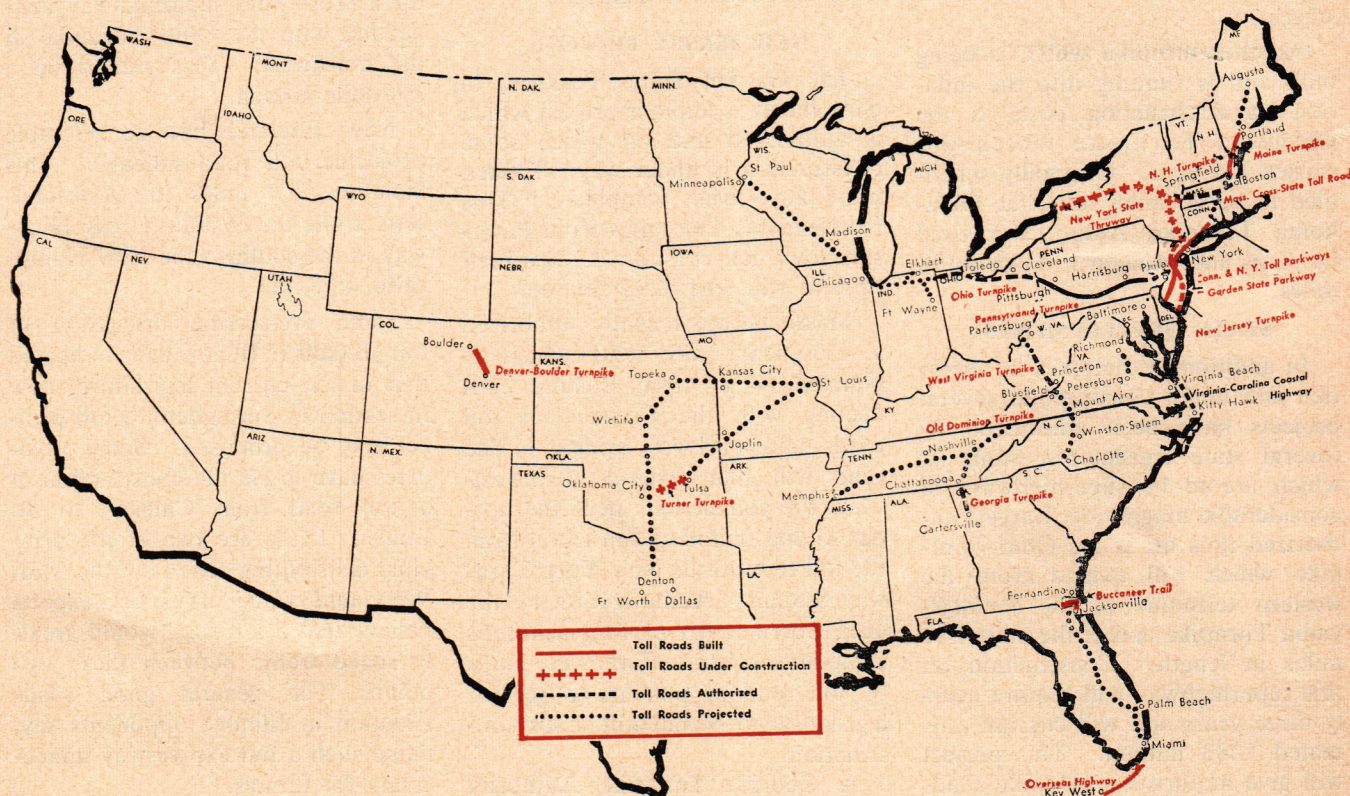 WASH
MONT
N. DAK.
MINN.
ME.
Augusta
ORE
IDAHO
WIS.
St Paul
Minneapolis
MICH
VT.
N. H.
Portland
Maine Turnpike
N. H. Turnpike
Springfield
Boston
MASS.
Mass. Cross-State Toll Road
S. DAK
WYO
New York State
Thruway
CONN.
Madison
IOWA
CAL
NEV
UTAH
NEBR.
ILL.
Chicago
Elkhart
Toledo
Cleveland
PENN
Harrisburg
Phila.
New York
Conn. & N. Y. Toll Parkways
Garden State Parkway
IND.
OHIO
Ft Wayne
Ohio Turnpike
Pittsburgh
Pennsylvania Turnpike
Baltimore
DEL.
New Jersey Turnpike
COL.
Boulder
Denver-Boulder Turnpike
Denver
KANS.
Topeka
MO.
Kansas City
St Louis
Parkersburg
W. VA.
Richmond
VA.
West Virginia Turnpike
Princeton
Petersburg
Bluefield
Virginia Beach
Virginia-Carolina Coastal
Highway
Kitty Hawk
Wichita
KY
Mount Airy
Old Dominion Turnpike
Joplin
N. C.
Winston-Salem
ARIZ
N. MEX.
OKLA.
TEXAS
Nashville
TENN.
Charlotte
Oklahoma City
Tulsa
Turner Turnpike
ARK.
Memphis
Chattanooga
S. C.
MISS.
ALA.
GA.
Georgia Turnpike
Cartersville
Denton
Ft Worth
Dallas
LA.
Fernandina
Buccaneer Trail
Jacksonville
FLA.
Toll Roads Built
Toll Roads Under Construction
Toll Roads Authorized
Toll Roads Projected
Palm Beach
Miami
Overseas Highway
Key West